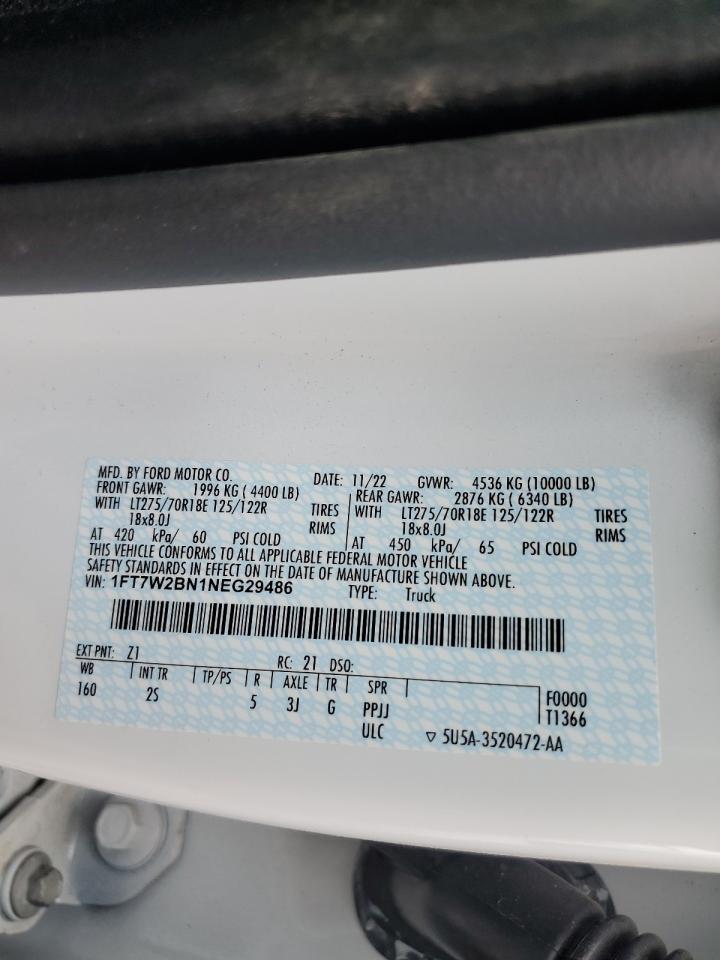 MFD. BY FORD MOTOR CO. DATE: 11/22 GVWR: 4536 KG (10000 LB)
FRONT GAWR: 1996 KG ( 4400 LB) REAR GAWR: 2876 KG ( 6340 LB)
WITH LT275/70R18E 125/122R TIRES WITH LT275/70R18E 125/122R TIRES
18x8.0J RIMS 18x8.0J RIMS
AT 420 kPa/ 60 PSI COLD AT 450 kPa/ 65 PSI COLD
THIS VEHICLE CONFORMS TO ALL APPLICABLE FEDERAL MOTOR VEHICLE
SAFETY STANDARDS IN EFFECT ON THE DATE OF MANUFACTURE SHOWN ABOVE.
VIN: 1FT7W2BN1NEG29486 TYPE: Truck
EXT PNT: Z1 RC: 21 DSO:
WB INT TR TP/PS R AXLE TR SPR F0000
160 2S 5 3J G PPJJ T1366
ULC ▽ 5U5A-3520472-AA